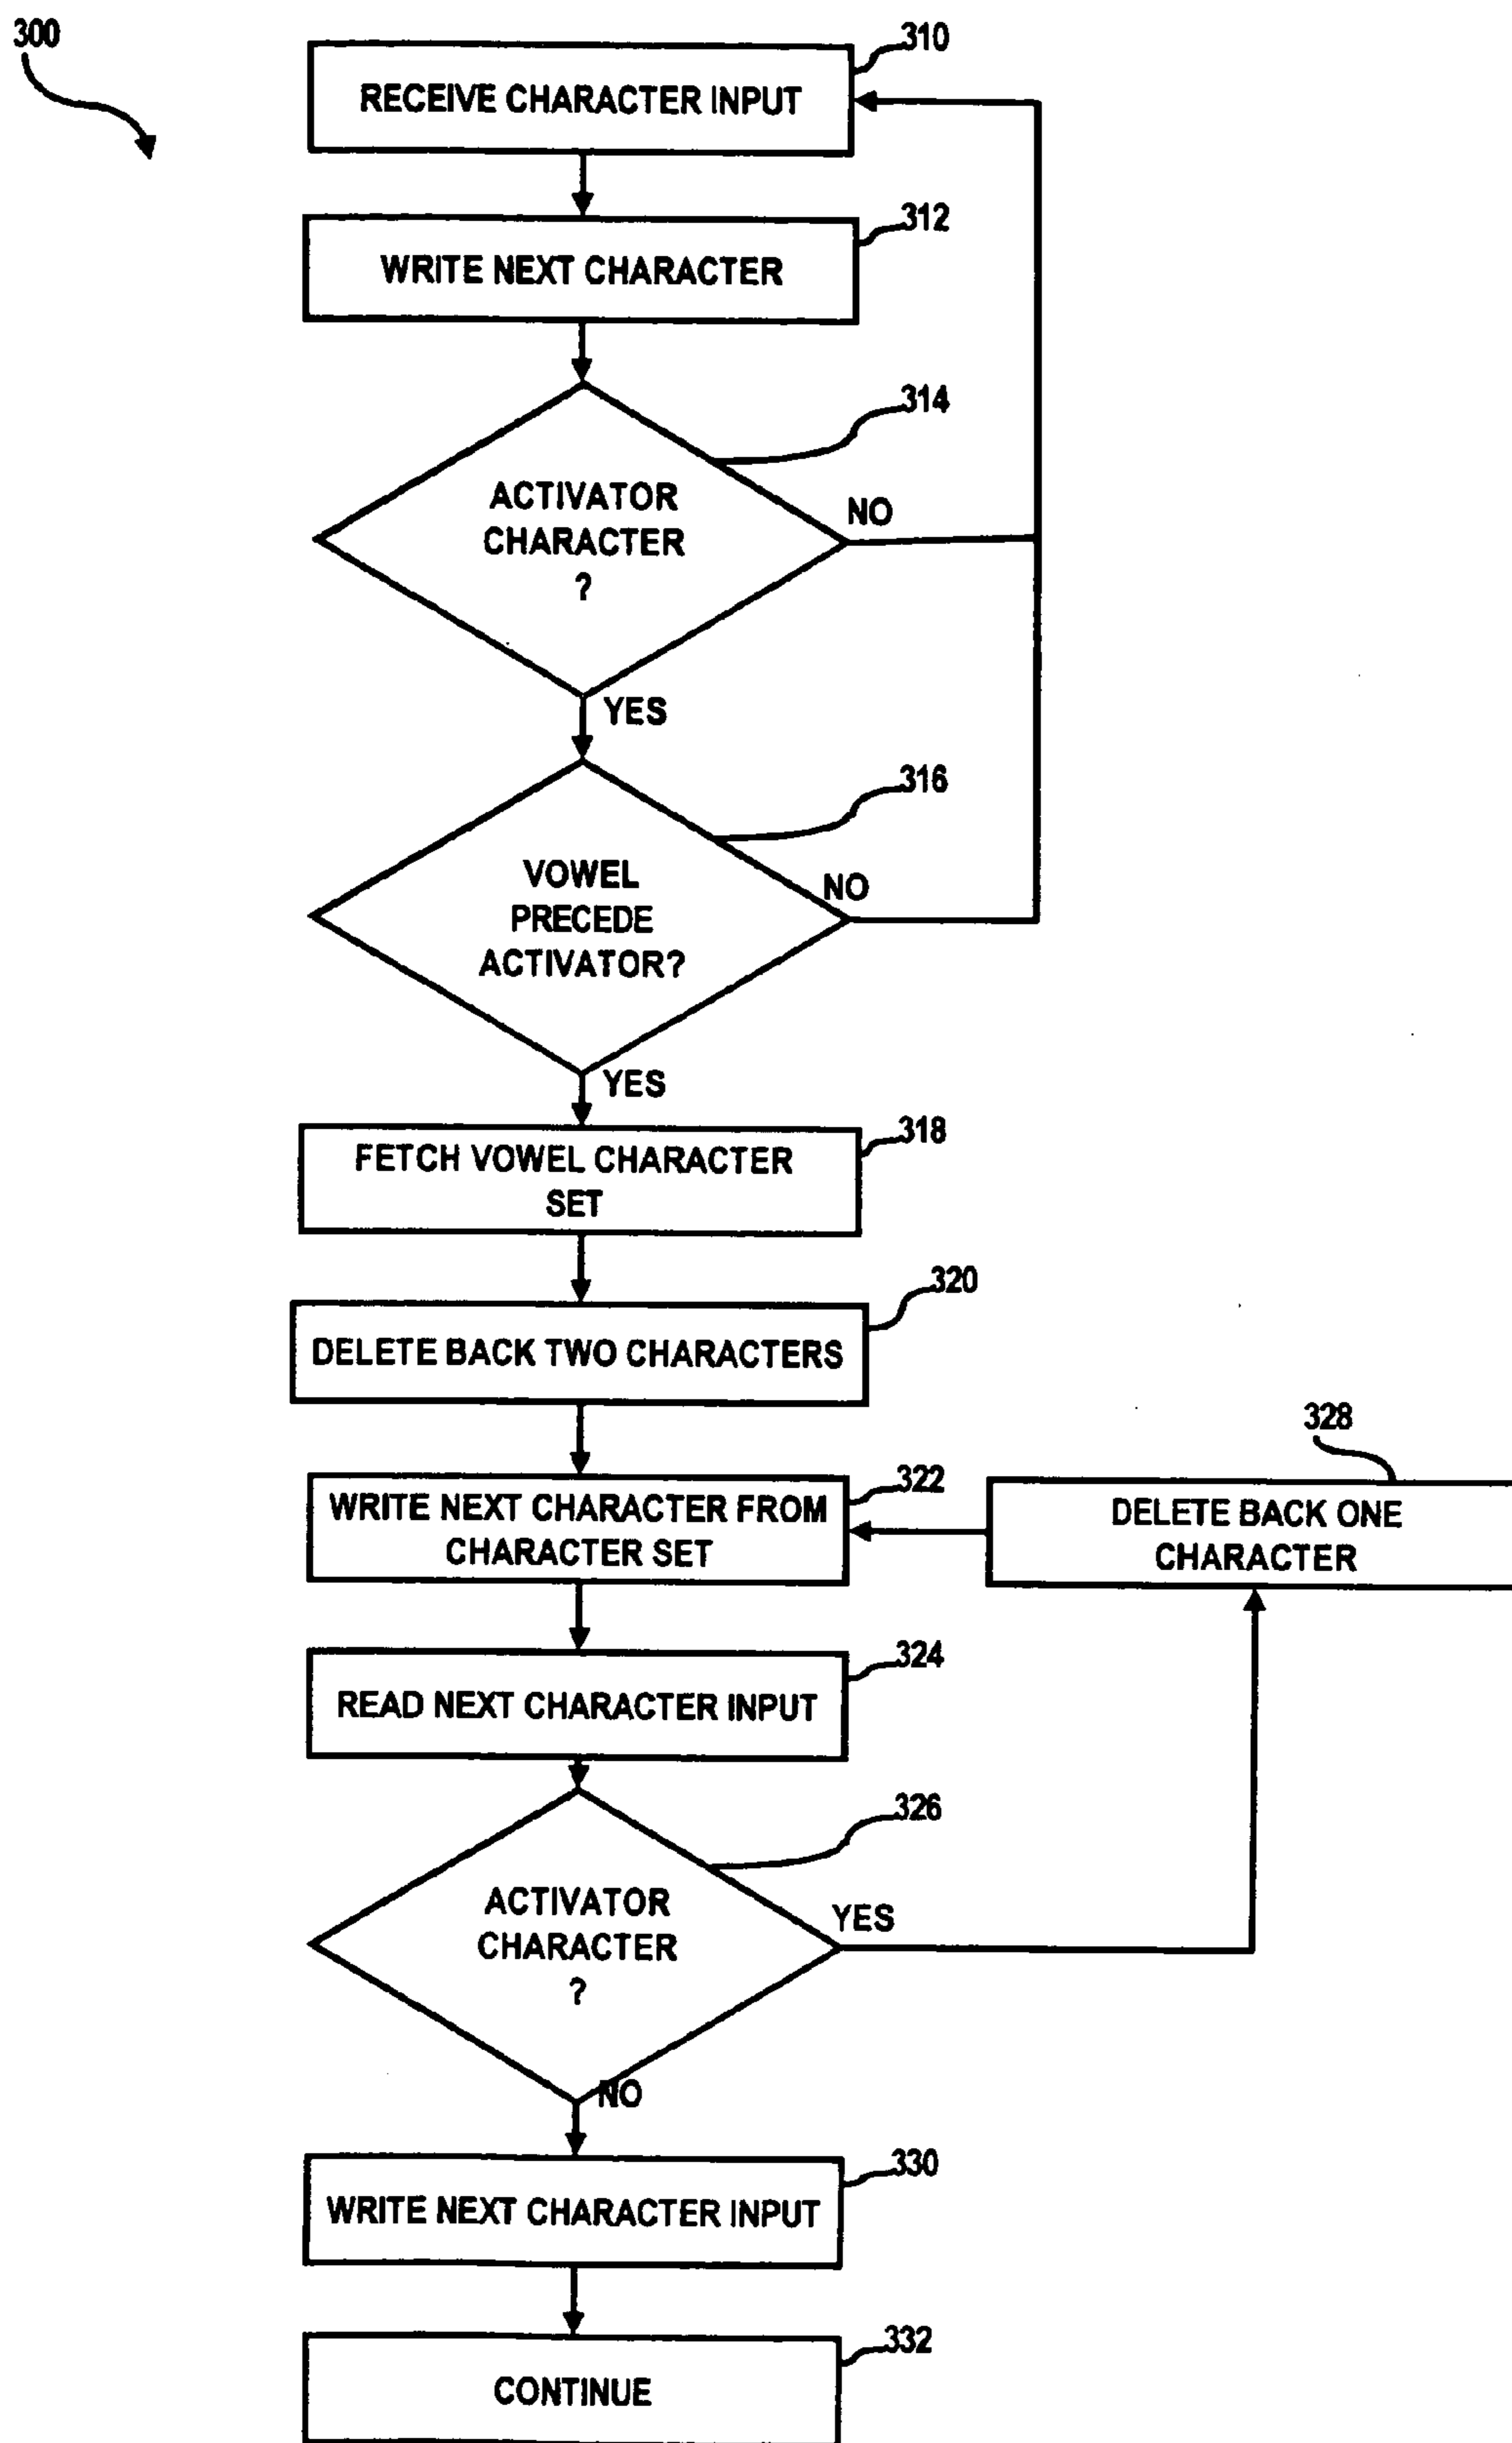 300
310
RECEIVE CHARACTER INPUT
312
WRITE NEXT CHARACTER
314
ACTIVATOR
CHARACTER
?
NO
YES
316
VOWEL
PRECEDE
ACTIVATOR?
NO
YES
318
FETCH VOWEL CHARACTER
SET
320
DELETE BACK TWO CHARACTERS
322
WRITE NEXT CHARACTER FROM
CHARACTER SET
328
DELETE BACK ONE
CHARACTER
324
READ NEXT CHARACTER INPUT
326
ACTIVATOR
CHARACTER
?
YES
NO
330
WRITE NEXT CHARACTER INPUT
332
CONTINUE